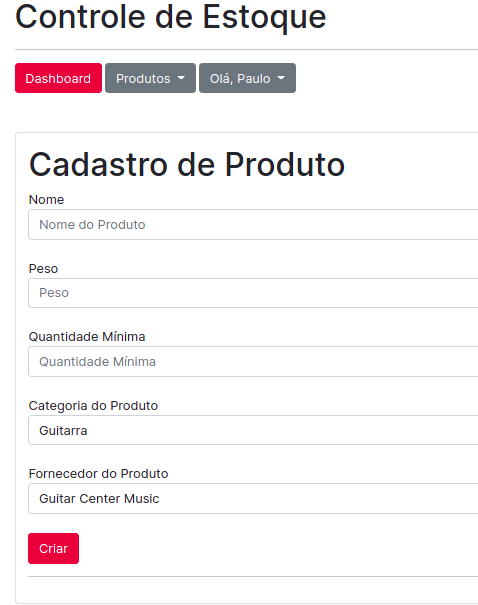 Controle de Estoque
Dashboard Produtos Olá, Paulo
Cadastro de Produto
Nome
Nome do Produto
Peso
Peso
Quantidade Mínima
Quantidade Mínima
Categoria do Produto
Guitarra
Fornecedor do Produto
Guitar Center Music
Criar